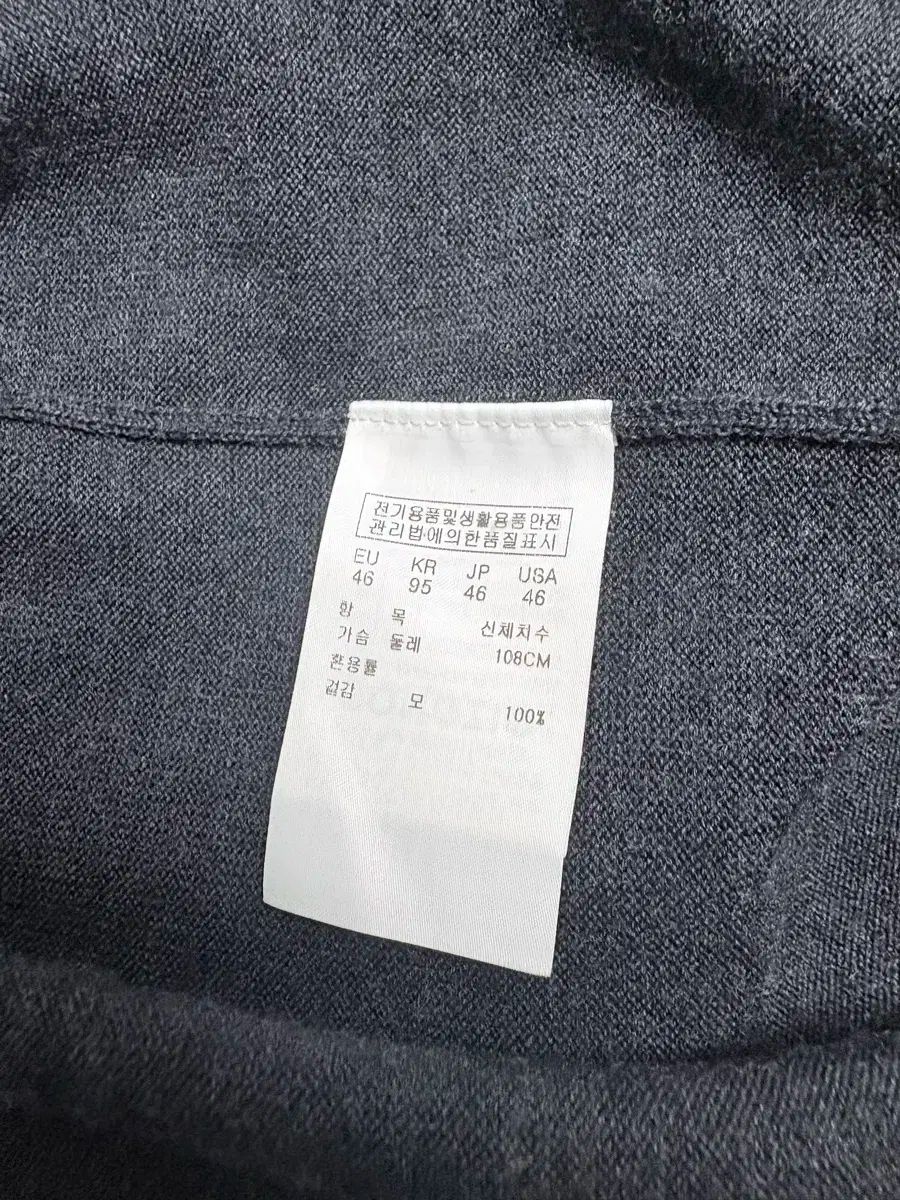 전기용품및생활용품안전
관리법에의한품질표시
EU KR JP USA
46 95 46 46
항 목 신체치수
가슴 둘레 108CM
혼용률
겉감 모 100%